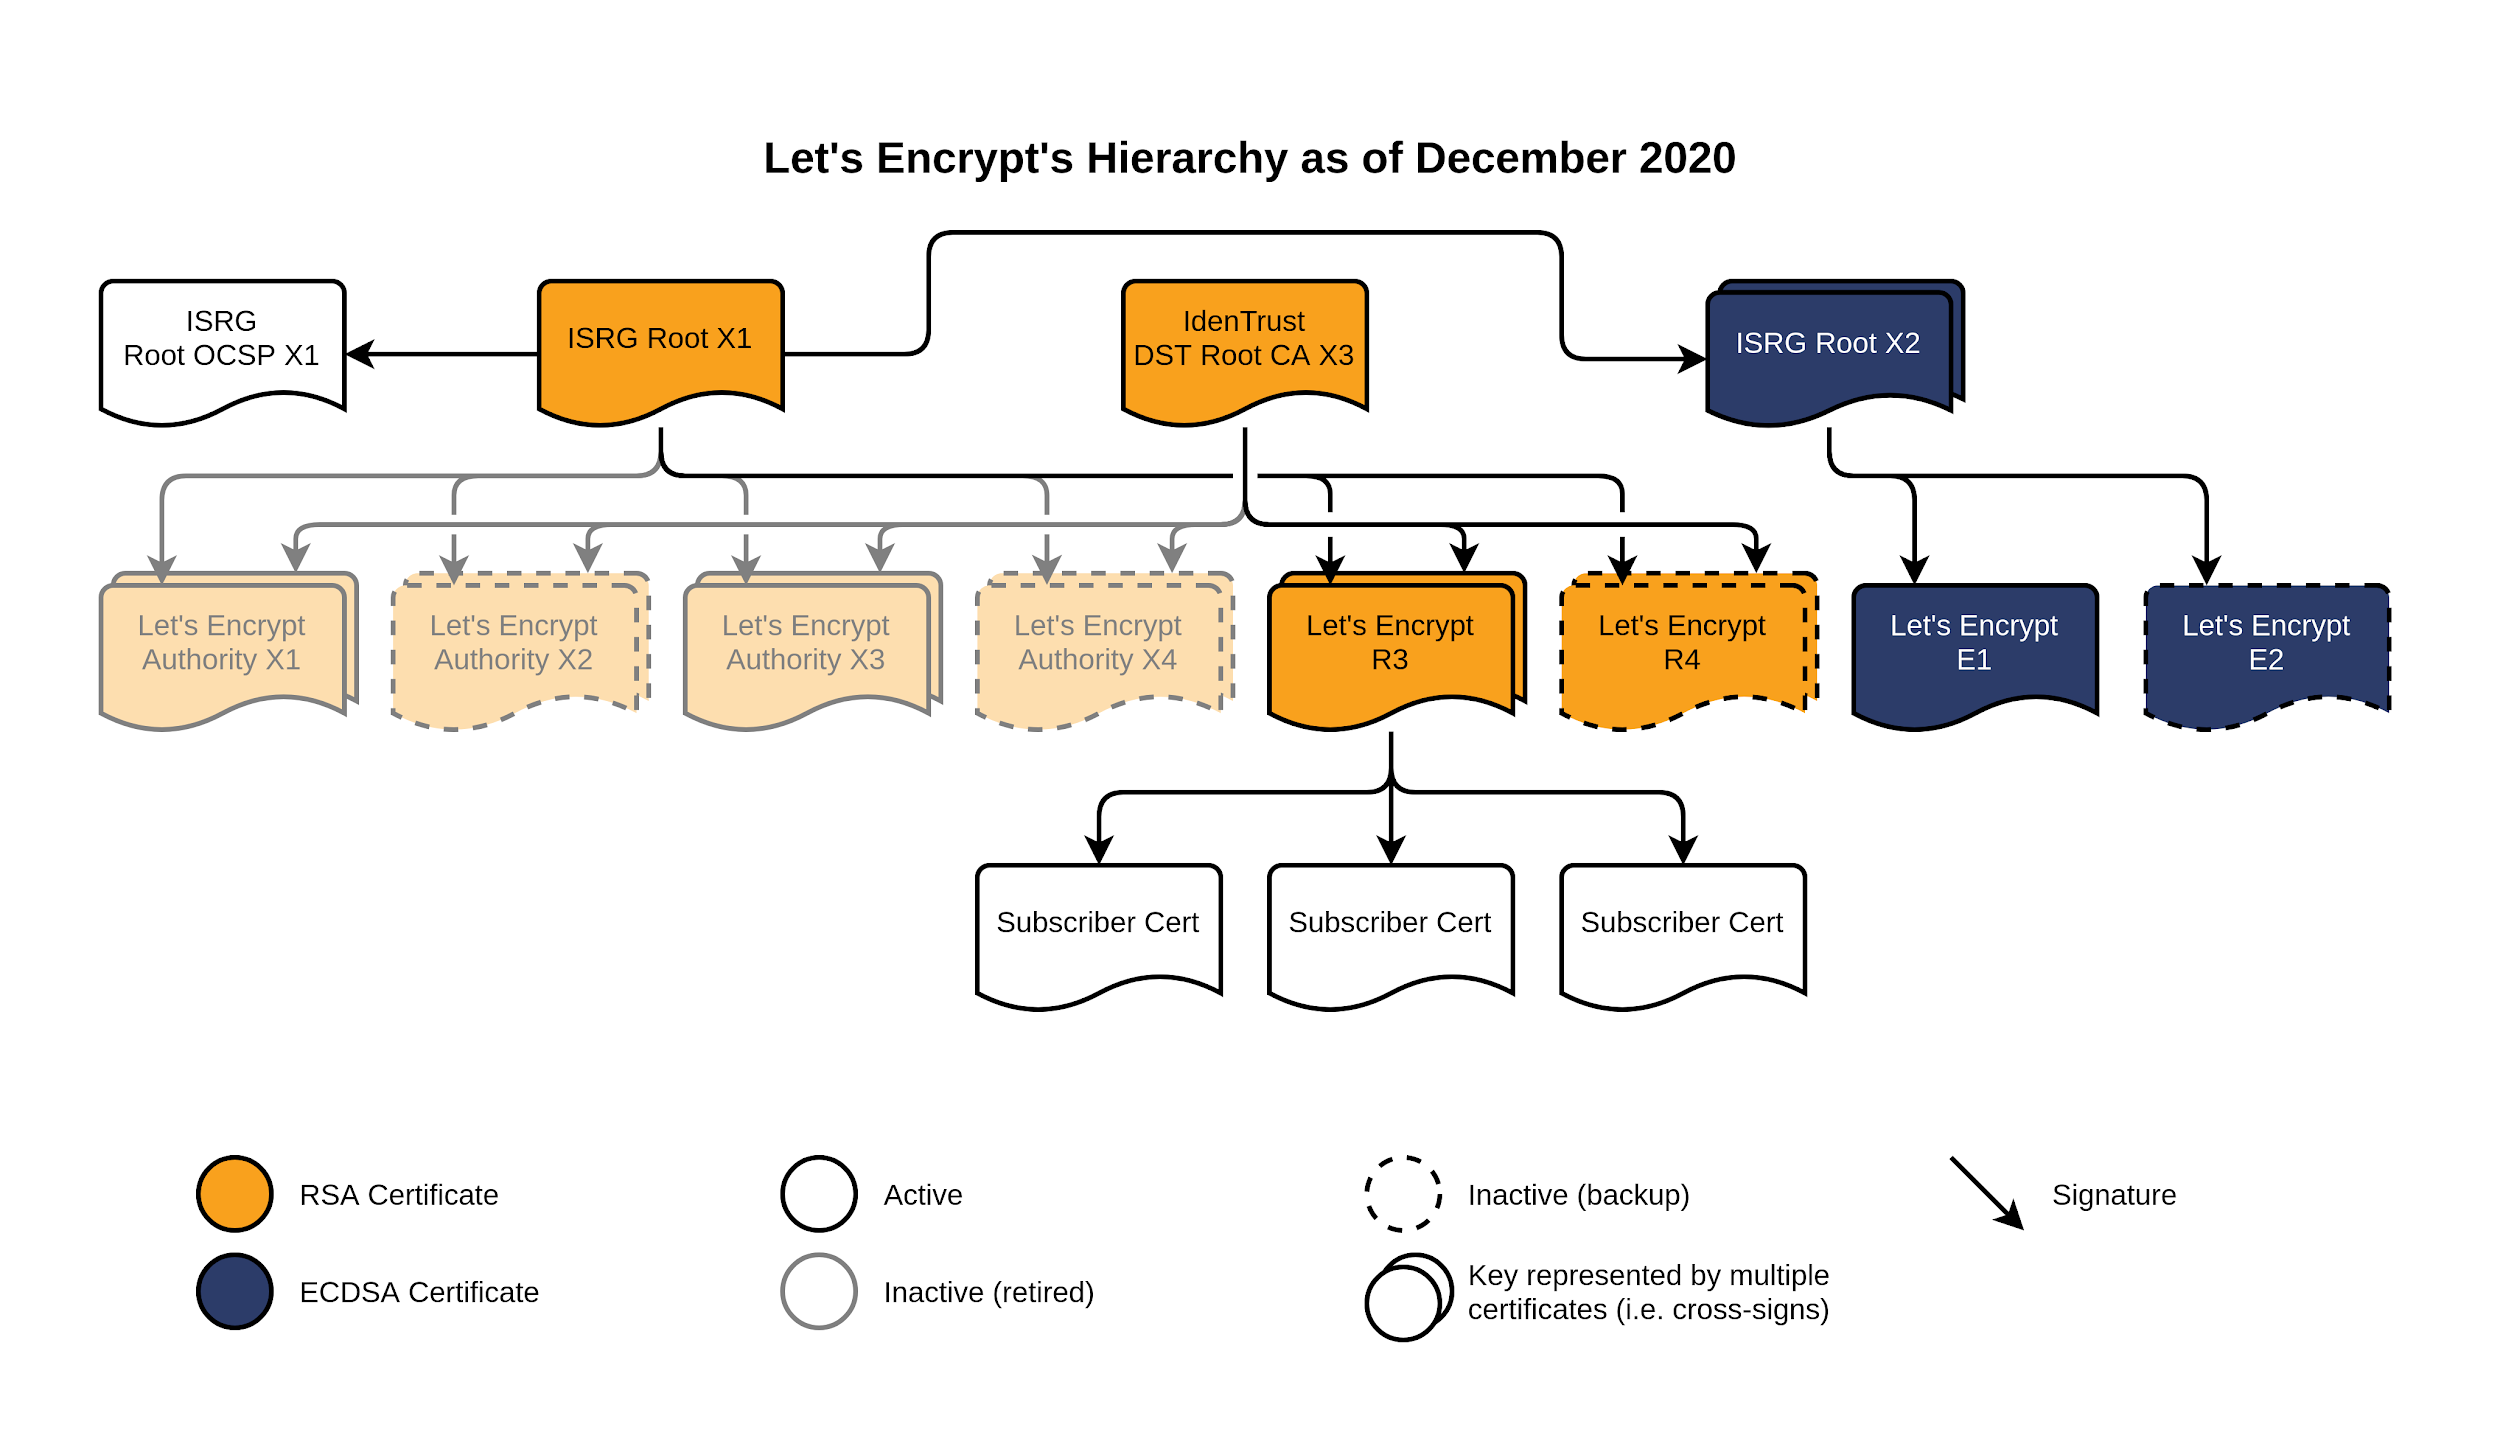 Let's Encrypt's Hierarchy as of December 2020
ISRG
Root OCSP X1
ISRG Root X1
IdenTrust
DST Root CA X3
ISRG Root X2
Let's Encrypt
Authority X1
Let's Encrypt
Authority X2
Let's Encrypt
Authority X3
Let's Encrypt
Authority X4
Let's Encrypt
R3
Let's Encrypt
R4
Let's Encrypt
E1
Let's Encrypt
E2
Subscriber Cert
Subscriber Cert
Subscriber Cert
RSA Certificate
Active
Inactive (backup)
Signature
ECDSA Certificate
Inactive (retired)
Key represented by multiple
certificates (i.e. cross-signs)